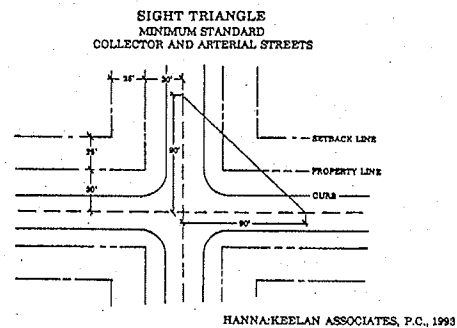 SIGHT TRIANGLE
MINIMUM STANDARD
COLLECTOR AND ARTERIAL STREETS
25' 30'
SETBACK LINE
25'
90'
PROPERTY LINE
30'
CURB
90'
HANNA:KEELAN ASSOCIATES, P.C., 1993